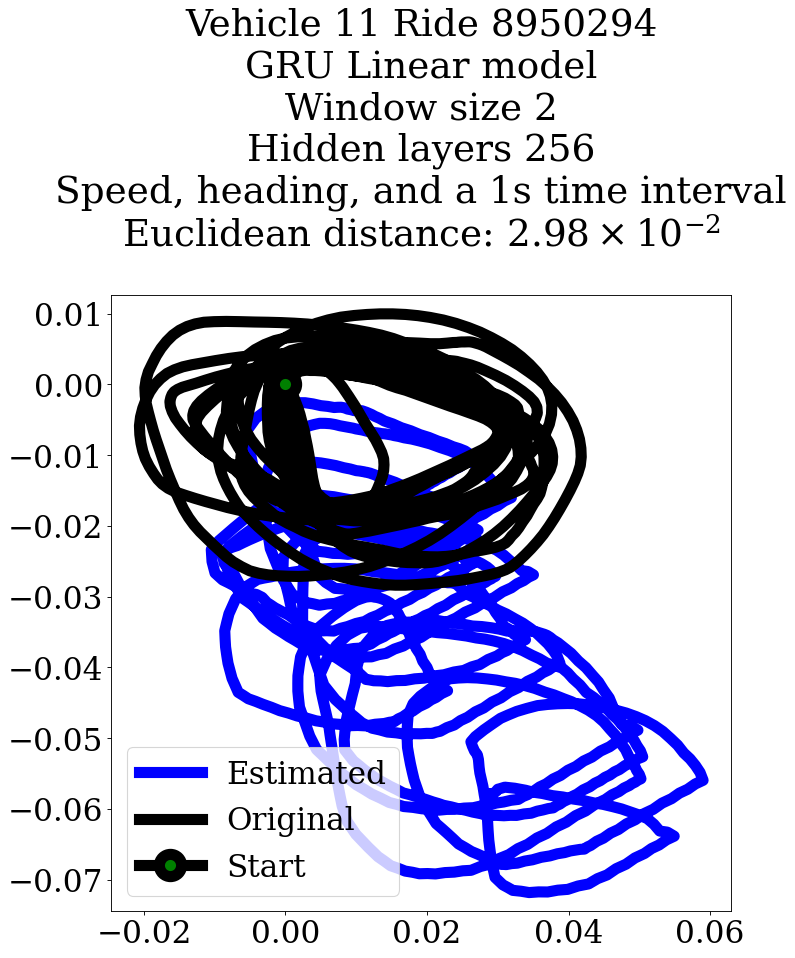 Vehicle 11 Ride 8950294
GRU Linear model
Window size 2
Hidden layers 256
Speed, heading, and a 1s time interval
Euclidean distance: 2.98 × 10⁻²
0.01
0.00
−0.01
−0.02
−0.03
−0.04
−0.05
−0.06
−0.07
Estimated
Original
Start
−0.02 0.00 0.02 0.04 0.06